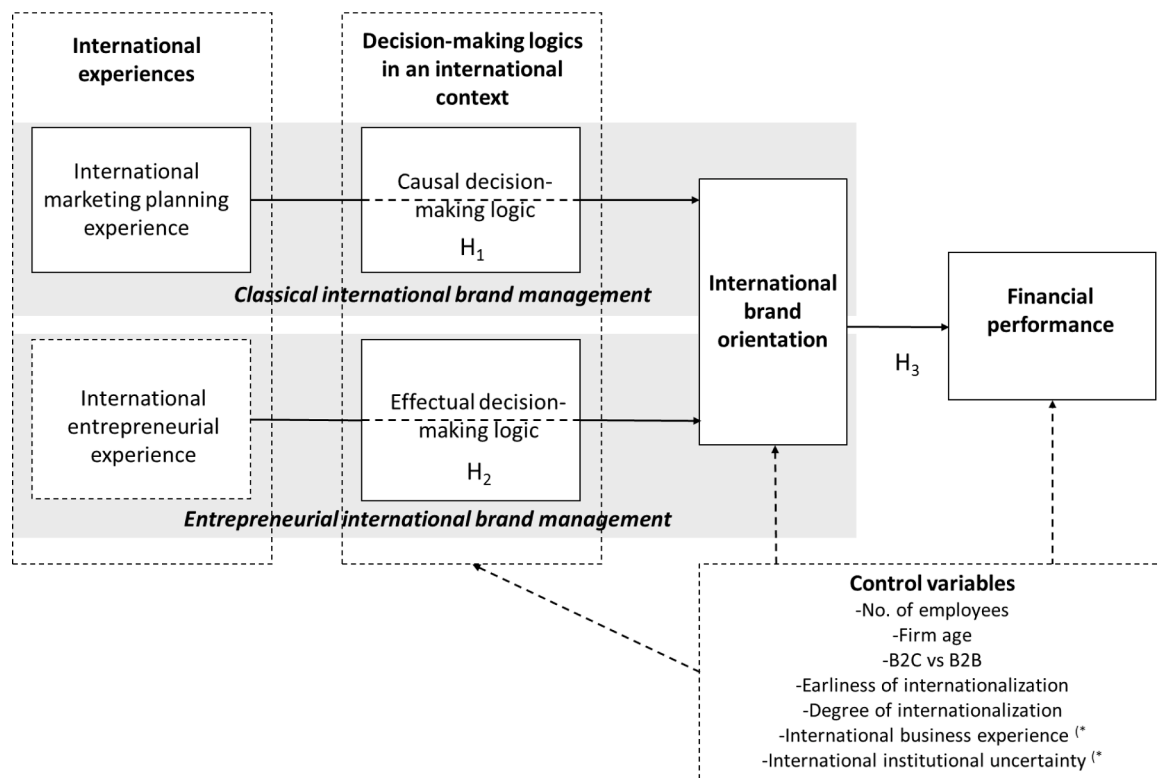 International
experiences
Decision-making logics
in an international
context
International
marketing planning
experience
Causal decision-
making logic
H₁
Classical international brand management
International
entrepreneurial
experience
Effectual decision-
making logic
H₂
Entrepreneurial international brand management
International
brand
orientation
H₃
Financial
performance
Control variables
-No. of employees
-Firm age
-B2C vs B2B
-Earliness of internationalization
-Degree of internationalization
-International business experience (*
-International institutional uncertainty (*